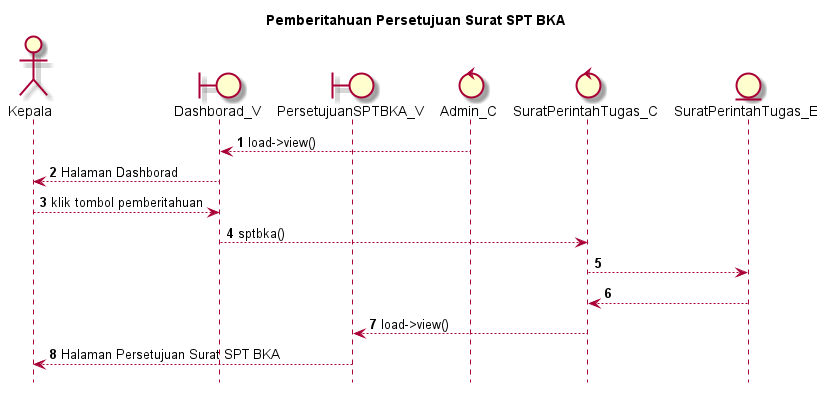 Pemberitahuan Persetujuan Surat SPT BKA
Kepala
Dashborad_V
PersetujuanSPTBKA_V
Admin_C
SuratPerintahTugas_C
SuratPerintahTugas_E
1 load->view()
2 Halaman Dashborad
3 klik tombol pemberitahuan
4 sptbka()
5
6
7 load->view()
8 Halaman Persetujuan Surat SPT BKA